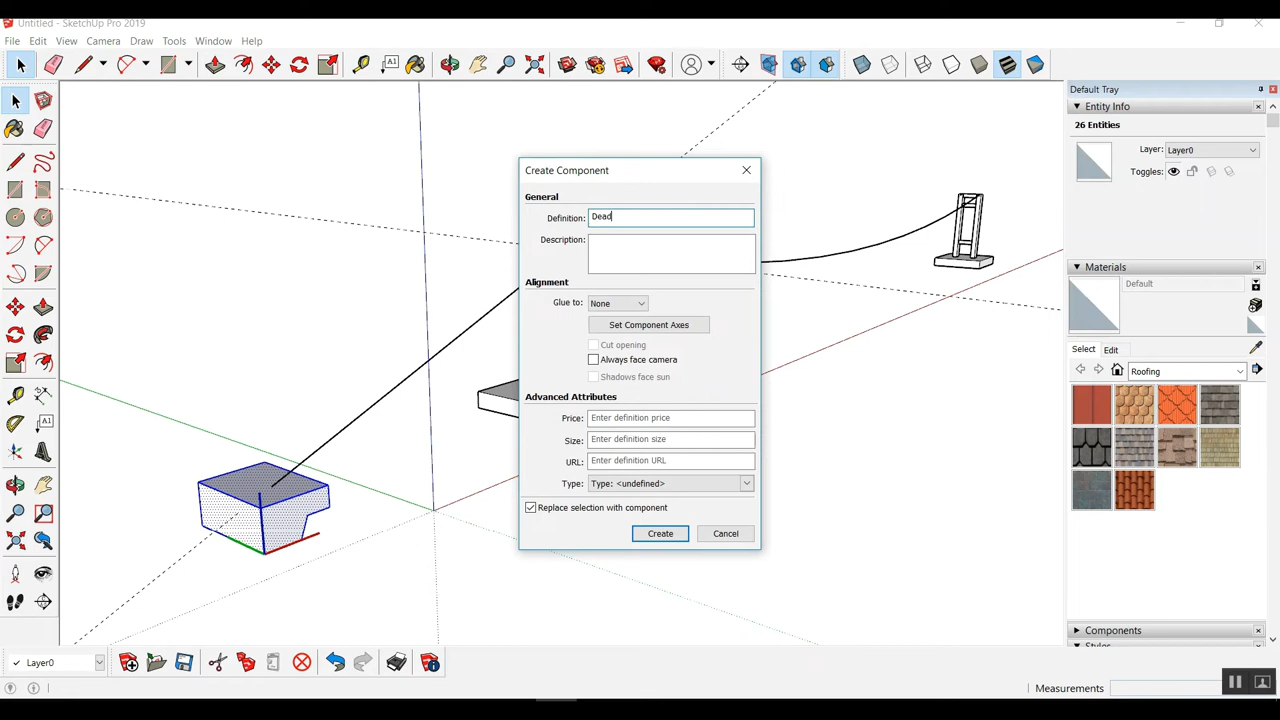 Untitled - SketchUp Pro 2019
File Edit View Camera Draw Tools Window Help
A1
Default Tray
Entity Info
26 Entities
Layer: Layer0
Toggles:
Create Component
General
Definition: Dead
Description:
Alignment
Glue to: None
Set Component Axes
Cut opening
Always face camera
Shadows face sun
Advanced Attributes
Price: Enter definition price
Size: Enter definition size
URL: Enter definition URL
Type: Type: <undefined>
Replace selection with component
Create Cancel
Materials
Default
Select Edit
Roofing
A1
Components
Styles
Layer0
Measurements